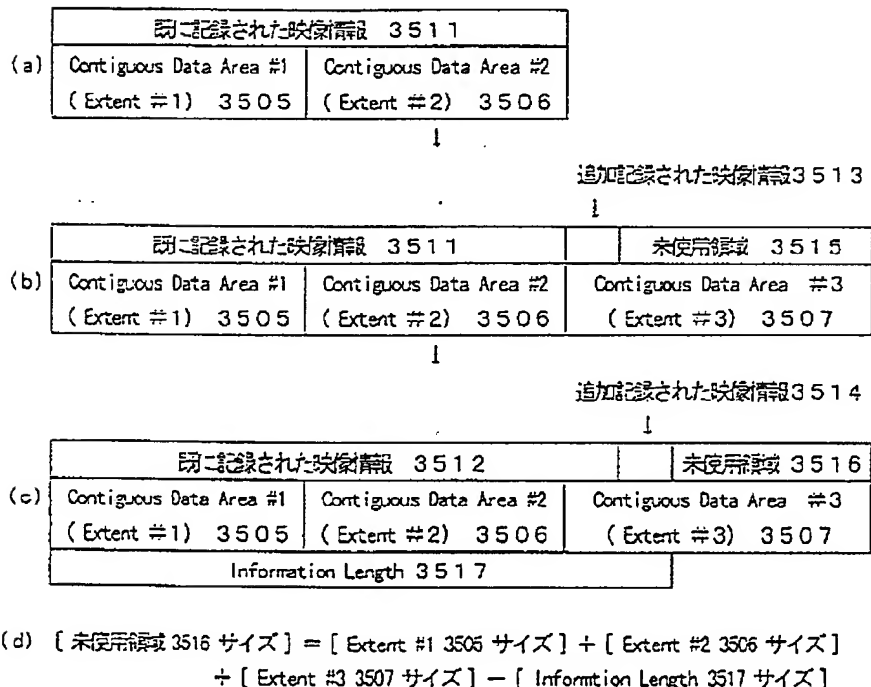 既に記録された映像情報 3511
(a) Contiguous Data Area #1 Contiguous Data Area #2
(Extent #1) 3505 (Extent #2) 3506
↓
追加記録された映像情報3513
↓
既に記録された映像情報 3511 未使用領域 3515
(b) Contiguous Data Area #1 Contiguous Data Area #2 Contiguous Data Area #3
(Extent #1) 3505 (Extent #2) 3506 (Extent #3) 3507
↓
追加記録された映像情報3514
↓
既に記録された映像情報 3512 未使用領域 3516
(c) Contiguous Data Area #1 Contiguous Data Area #2 Contiguous Data Area #3
(Extent #1) 3505 (Extent #2) 3506 (Extent #3) 3507
Information Length 3517
(d) [未使用領域 3516 サイズ] = [Extent #1 3505 サイズ] + [Extent #2 3506 サイズ]
+ [Extent #3 3507 サイズ] - [Informtion Length 3517 サイズ]